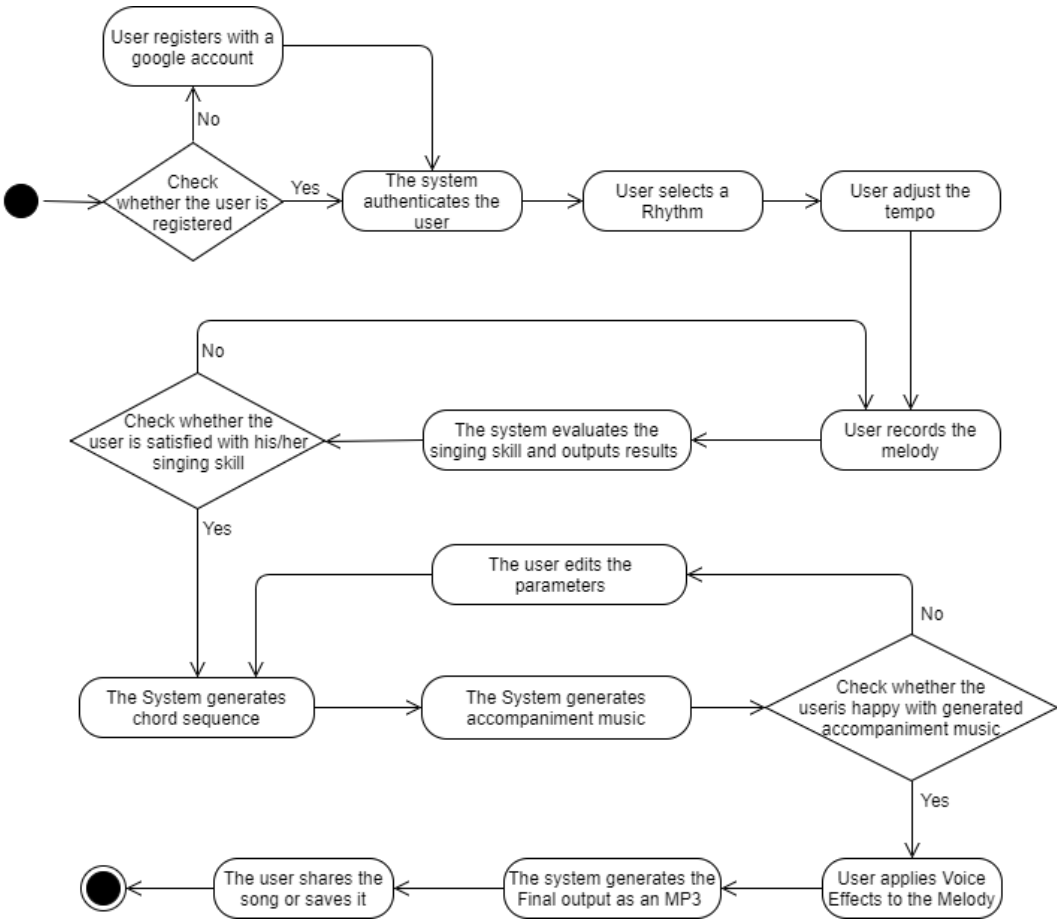 User registers with a
google account
No
Check
whether the user is
registered
Yes
The system
authenticates the
user
User selects a
Rhythm
User adjust the
tempo
No
Check whether the
user is satisfied with his/her
singing skill
The system evaluates the
singing skill and outputs results
User records the
melody
Yes
The user edits the
parameters
No
The System generates
chord sequence
The System generates
accompaniment music
Check whether the
useris happy with generated
accompaniment music
Yes
The user shares the
song or saves it
The system generates the
Final output as an MP3
User applies Voice
Effects to the Melody